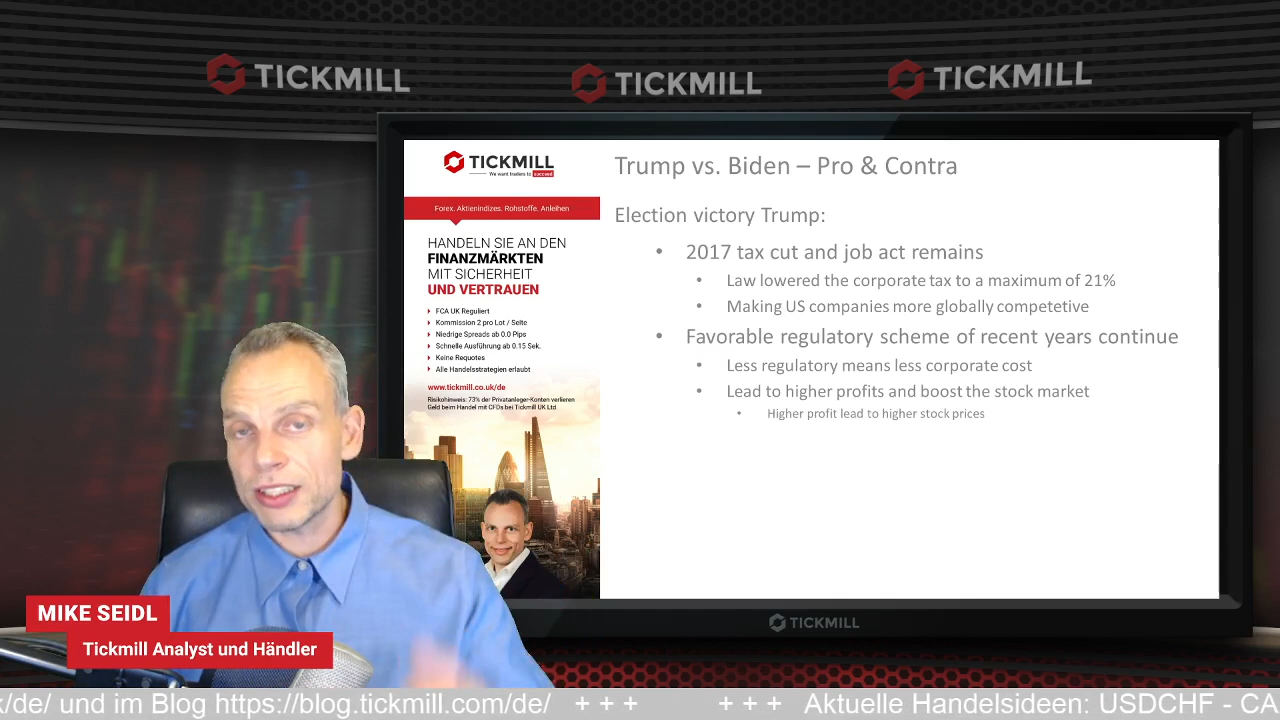 TICKMILL
TICKMILL
TICKMILL
TICKMILL
We want traders to succeed
Forex. Aktienindizes. Rohstoffe. Anleihen
HANDELN SIE AN DEN
FINANZMÄRKTEN
MIT SICHERHEIT
UND VERTRAUEN
FCA UK Reguliert
Kommission 2 pro Lot / Seite
Niedrige Spreads ab 0.0 Pips
Schnelle Ausführung ab 0.15 Sek.
Keine Requotes
Alle Handelsstrategien erlaubt
www.tickmill.co.uk/de
Risikohinweis: 73% der Privatanleger-Konten verlieren
Geld beim Handel mit CFDs bei Tickmill UK Ltd.
Trump vs. Biden – Pro & Contra
Election victory Trump:
• 2017 tax cut and job act remains
• Law lowered the corporate tax to a maximum of 21%
• Making US companies more globally competetive
• Favorable regulatory scheme of recent years continue
• Less regulatory means less corporate cost
• Lead to higher profits and boost the stock market
• Higher profit lead to higher stock prices
TICKMILL
MIKE SEIDL
Tickmill Analyst und Händler
k/de/ und im Blog https://blog.tickmill.com/de/ +++ +++ Aktuelle Handelsideen: USDCHF - CA